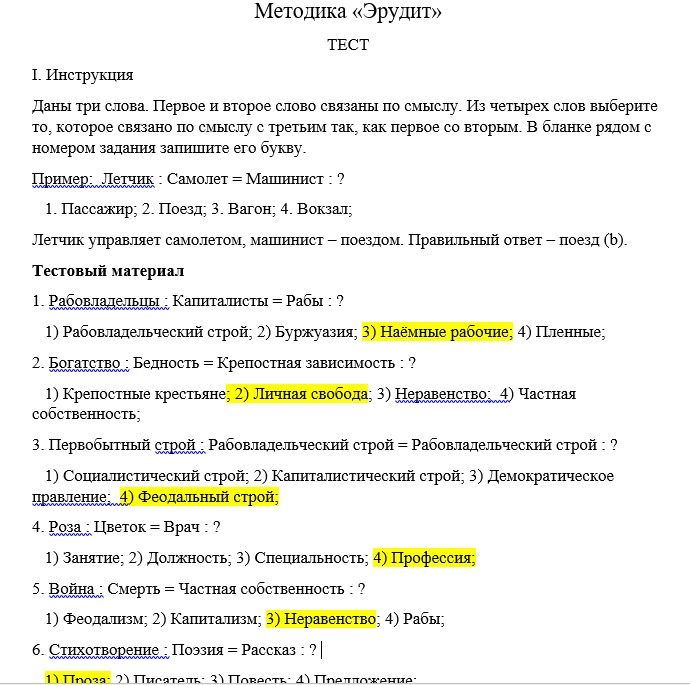 Методика «Эрудит»
ТЕСТ
I. Инструкция
Даны три слова. Первое и второе слово связаны по смыслу. Из четырех слов выберите
то, которое связано по смыслу с третьим так, как первое со вторым. В бланке рядом с
номером задания запишите его букву.
Пример:  Летчик : Самолет = Машинист : ?
1. Пассажир; 2. Поезд; 3. Вагон; 4. Вокзал;
Летчик управляет самолетом, машинист – поездом. Правильный ответ – поезд (b).
Тестовый материал
1. Рабовладельцы : Капиталисты = Рабы : ?
1) Рабовладельческий строй; 2) Буржуазия; 3) Наёмные рабочие; 4) Пленные;
2. Богатство : Бедность = Крепостная зависимость : ?
1) Крепостные крестьяне; 2) Личная свобода; 3) Неравенство;  4) Частная
собственность;
3. Первобытный строй : Рабовладельческий строй = Рабовладельческий строй : ?
1) Социалистический строй; 2) Капиталистический строй; 3) Демократическое
правление;  4) Феодальный строй;
4. Роза : Цветок = Врач : ?
1) Занятие; 2) Должность; 3) Специальность; 4) Профессия;
5. Война : Смерть = Частная собственность : ?
1) Феодализм; 2) Капитализм; 3) Неравенство; 4) Рабы;
6. Стихотворение : Поэзия = Рассказ : ?
1) Проза; 2) Писатель; 3) Повесть; 4) Предложение;